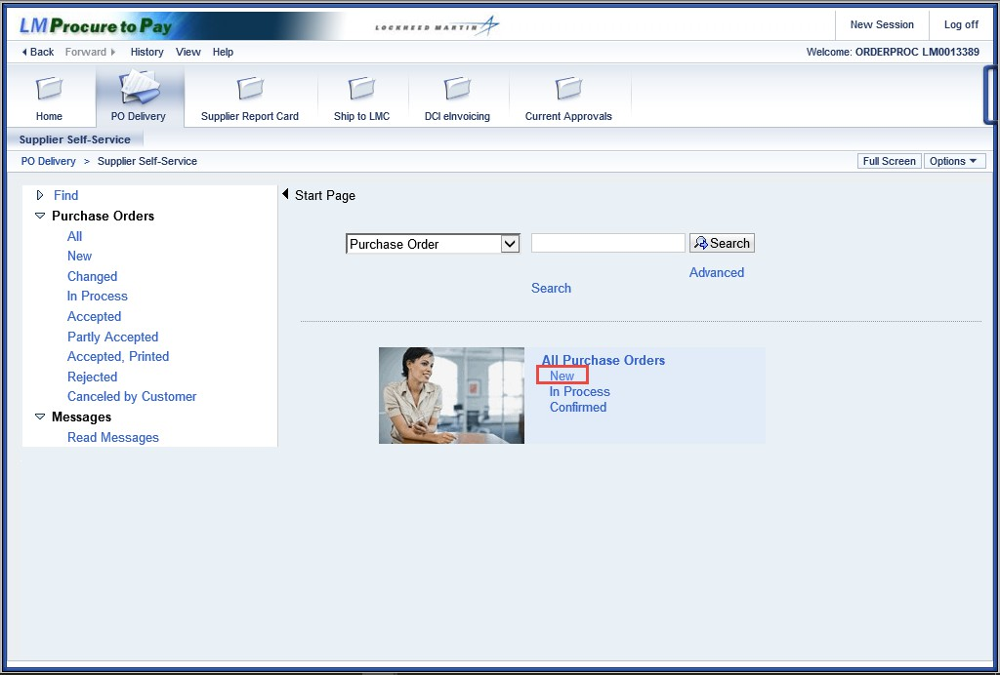 LM Procure to Pay
LOCKHEED MARTIN
New Session
Log off
Back Forward History View Help
Welcome: ORDERPROC LM0013389
Home
PO Delivery
Supplier Report Card
Ship to LMC
DCI eInvoicing
Current Approvals
Supplier Self-Service
PO Delivery > Supplier Self-Service
Full Screen
Options
Find
Purchase Orders
All
New
Changed
In Process
Accepted
Partly Accepted
Accepted, Printed
Rejected
Canceled by Customer
Messages
Read Messages
Start Page
Purchase Order
Search
Advanced
Search
All Purchase Orders
New
In Process
Confirmed